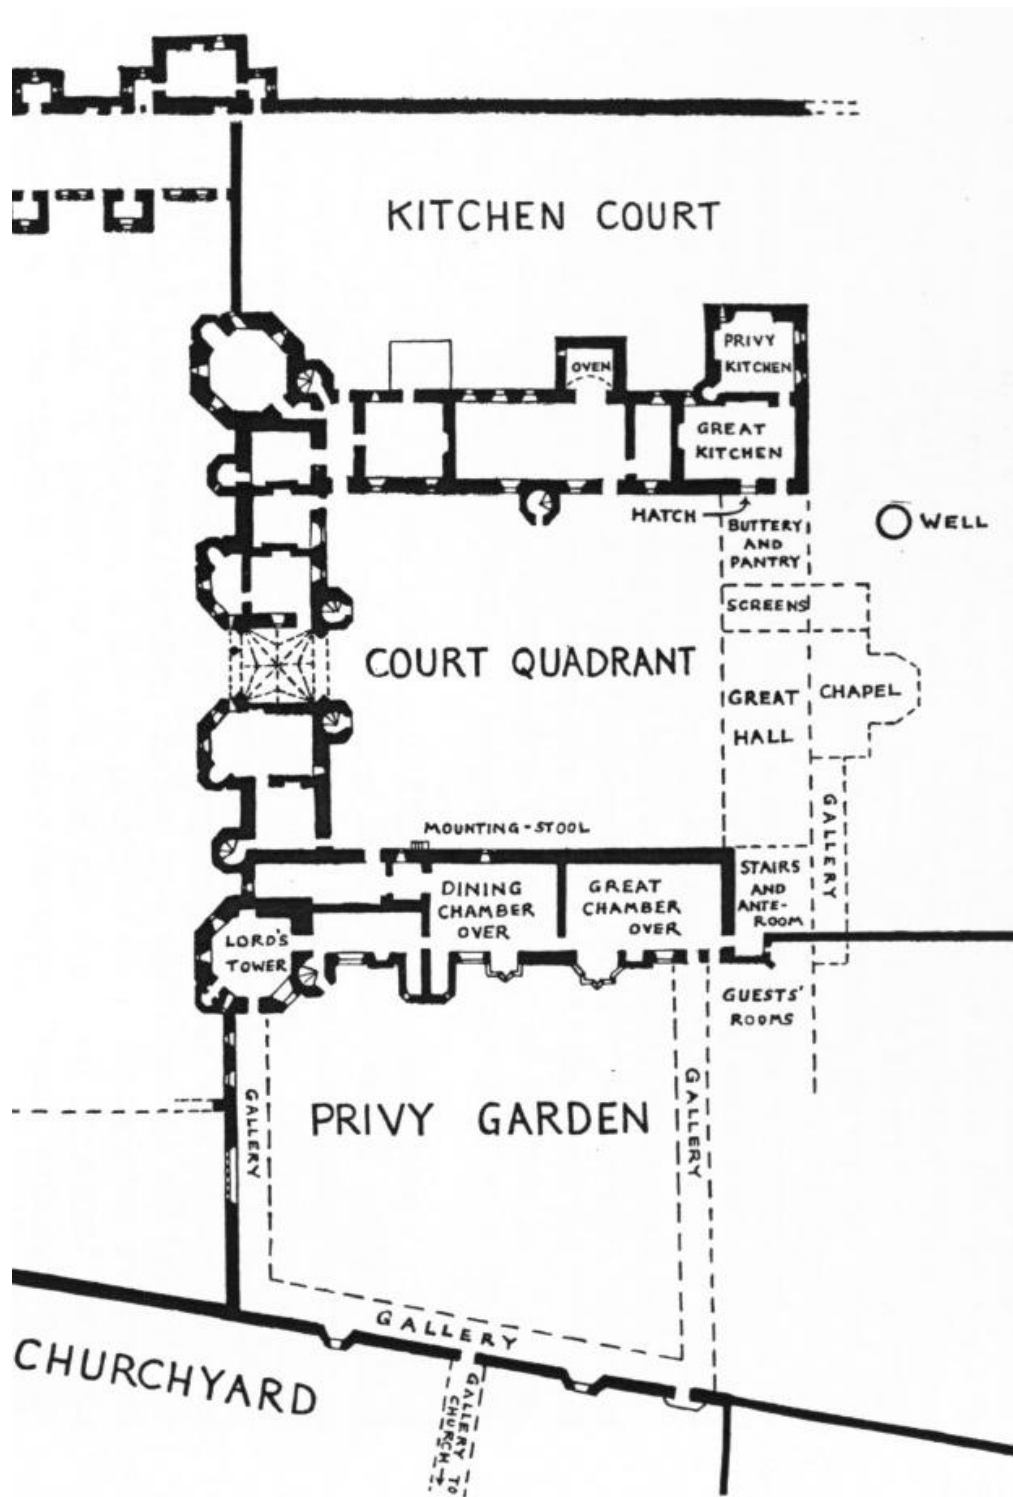 KITCHEN COURT
PRIVY
KITCHEN
OVEN
GREAT
KITCHEN
HATCH
BUTTERY
AND
PANTRY
WELL
SCREENS
COURT QUADRANT
GREAT
HALL
CHAPEL
GALLERY
MOUNTING-STOOL
DINING
CHAMBER
OVER
GREAT
CHAMBER
OVER
STAIRS
AND
ANTE-
ROOM
LORD'S
TOWER
GUESTS'
ROOMS
GALLERY
PRIVY GARDEN
GALLERY
GALLERY
CHURCHYARD
GALLERY TO
CHURCH